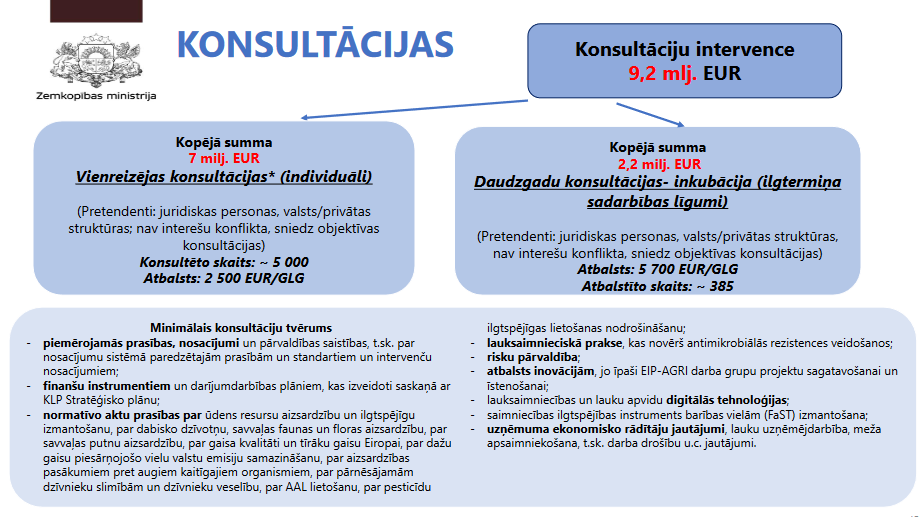 KONSULTĀCIJAS
Zemkopības ministrija
Konsultāciju intervence
9,2 mlj. EUR
Kopējā summa
7 milj. EUR
Vienreizējas konsultācijas* (individuāli)
(Pretendenti: juridiskas personas, valsts/privātas
struktūras; nav interešu konflikta, sniedz objektīvas
konsultācijas)
Konsultēto skaits: ~ 5 000
Atbalsts: 2 500 EUR/GLG
Kopējā summa
2,2 milj. EUR
Daudzgadu konsultācijas- inkubācija (ilgtermiņa
sadarbības līgumi)
(Pretendenti: juridiskas personas, valsts/privātas struktūras,
nav interešu konflikta, sniedz objektīvas konsultācijas)
Atbalsts: 5 700 EUR/GLG
Atbalstīto skaits: ~ 385
Minimālais konsultāciju tvērums
- piemērojamās prasības, nosacījumi un pārvaldības saistības, t.sk. par
nosacījumu sistēmā paredzētajām prasībām un standartiem un intervenču
nosacījumiem;
- finanšu instrumentiem un darījumdarbības plāniem, kas izveidoti saskaņā ar
KLP Stratēģisko plānu;
- normatīvo aktu prasības par ūdens resursu aizsardzību un ilgtspējīgu
izmantošanu, par dabisko dzīvotņu, savvaļas faunas un floras aizsardzību, par
savvaļas putnu aizsardzību, par gaisa kvalitāti un tīrāku gaisu Eiropai, par dažu
gaisu piesārņojošo vielu valstu emisiju samazināšanu, par aizsardzības
pasākumiem pret augiem kaitīgajiem organismiem, par pārnēsājamām
dzīvnieku slimībām un dzīvnieku veselību, par AAL lietošanu, par pesticīdu
ilgtspējīgas lietošanas nodrošināšanu;
- lauksaimnieciskā prakse, kas novērš antimikrobiālās rezistences veidošanos;
- risku pārvaldība;
- atbalsts inovācijām, jo īpaši EIP-AGRI darba grupu projektu sagatavošanai un
īstenošanai;
- lauksaimniecības un lauku apvidu digitālās tehnoloģijas;
- saimniecības ilgtspējības instruments barības vielām (FaST) izmantošana;
- uzņēmuma ekonomisko rādītāju jautājumi, lauku uzņēmējdarbība, meža
apsaimniekošana, t.sk. darba drošību u.c. jautājumi.